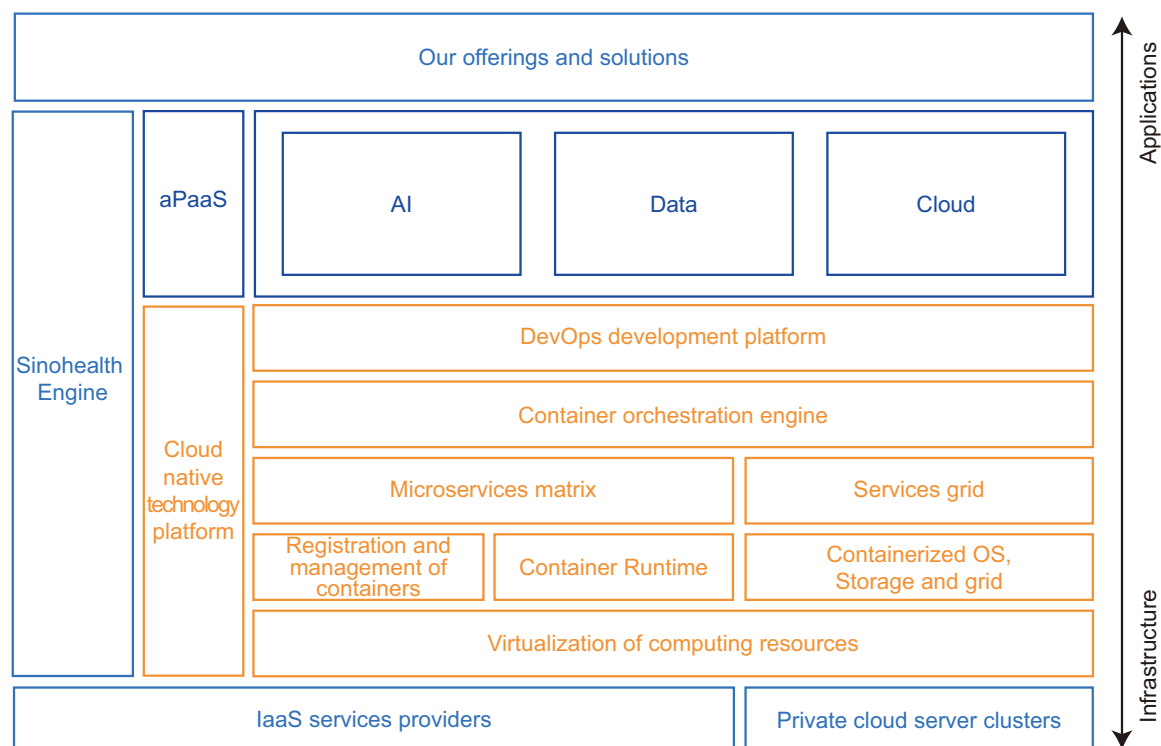 Our offerings and solutions
Applications
aPaaS
AI
Data
Cloud
Sinohealth
Engine
DevOps development platform
Container orchestration engine
Cloud
native
technology
platform
Microservices matrix
Services grid
Registration and
management of
containers
Container Runtime
Containerized OS,
Storage and grid
Virtualization of computing resources
Infrastructure
IaaS services providers
Private cloud server clusters